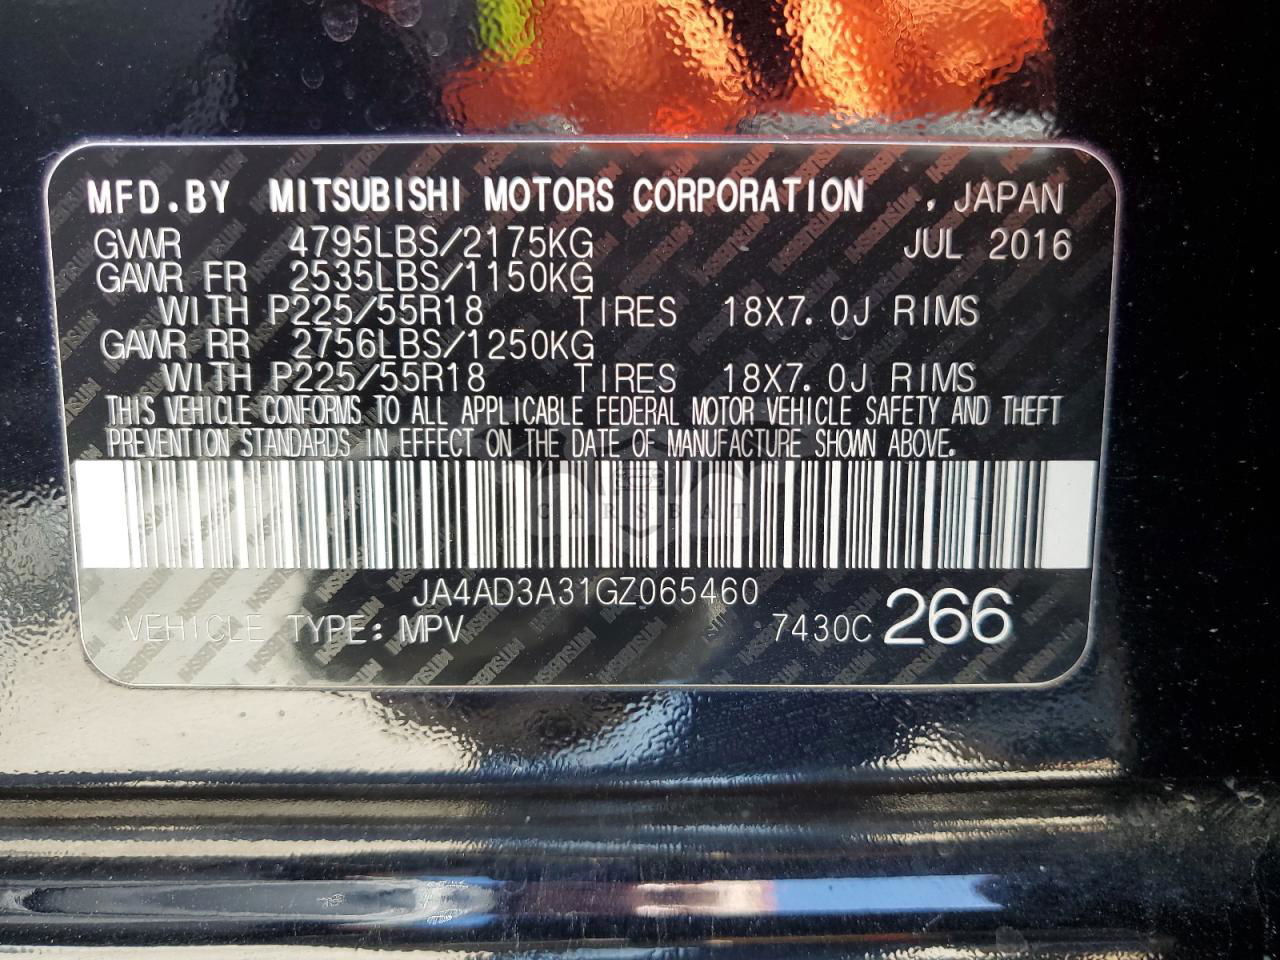 MFD.BY MITSUBISHI MOTORS CORPORATION , JAPAN
GVWR 4795LBS/2175KG JUL 2016
GAWR FR 2535LBS/1150KG
WITH P225/55R18 TIRES 18X7.0J RIMS
GAWR RR 2756LBS/1250KG
WITH P225/55R18 TIRES 18X7.0J RIMS
THIS VEHICLE CONFORMS TO ALL APPLICABLE FEDERAL MOTOR VEHICLE SAFETY AND THEFT
PREVENTION STANDARDS IN EFFECT ON THE DATE OF MANUFACTURE SHOWN ABOVE.
CARSBAT
JA4AD3A31GZ065460
VEHICLE TYPE: MPV 7430C 266